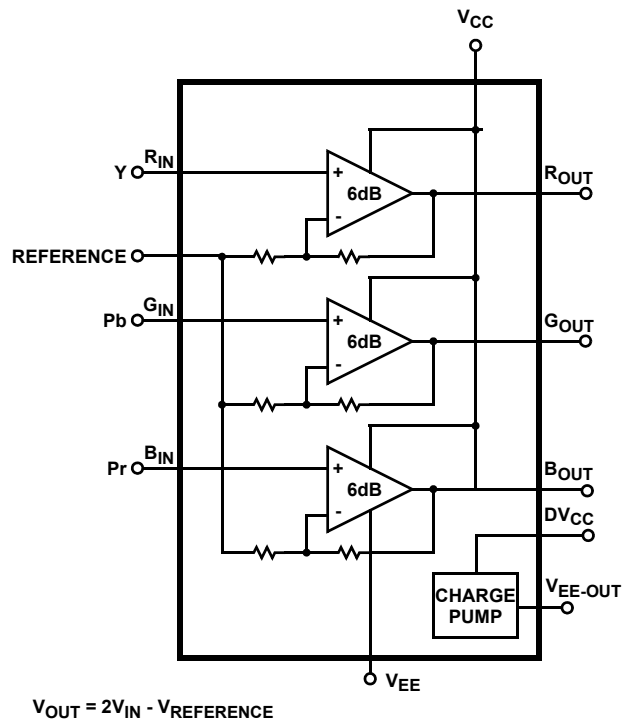 VCC
RIN
Y
+
6dB
-
ROUT
REFERENCE
GIN
Pb
+
6dB
-
GOUT
BIN
Pr
+
6dB
-
BOUT
DVCC
CHARGE
PUMP
VEE-OUT
VEE
VOUT = 2VIN - VREFERENCE